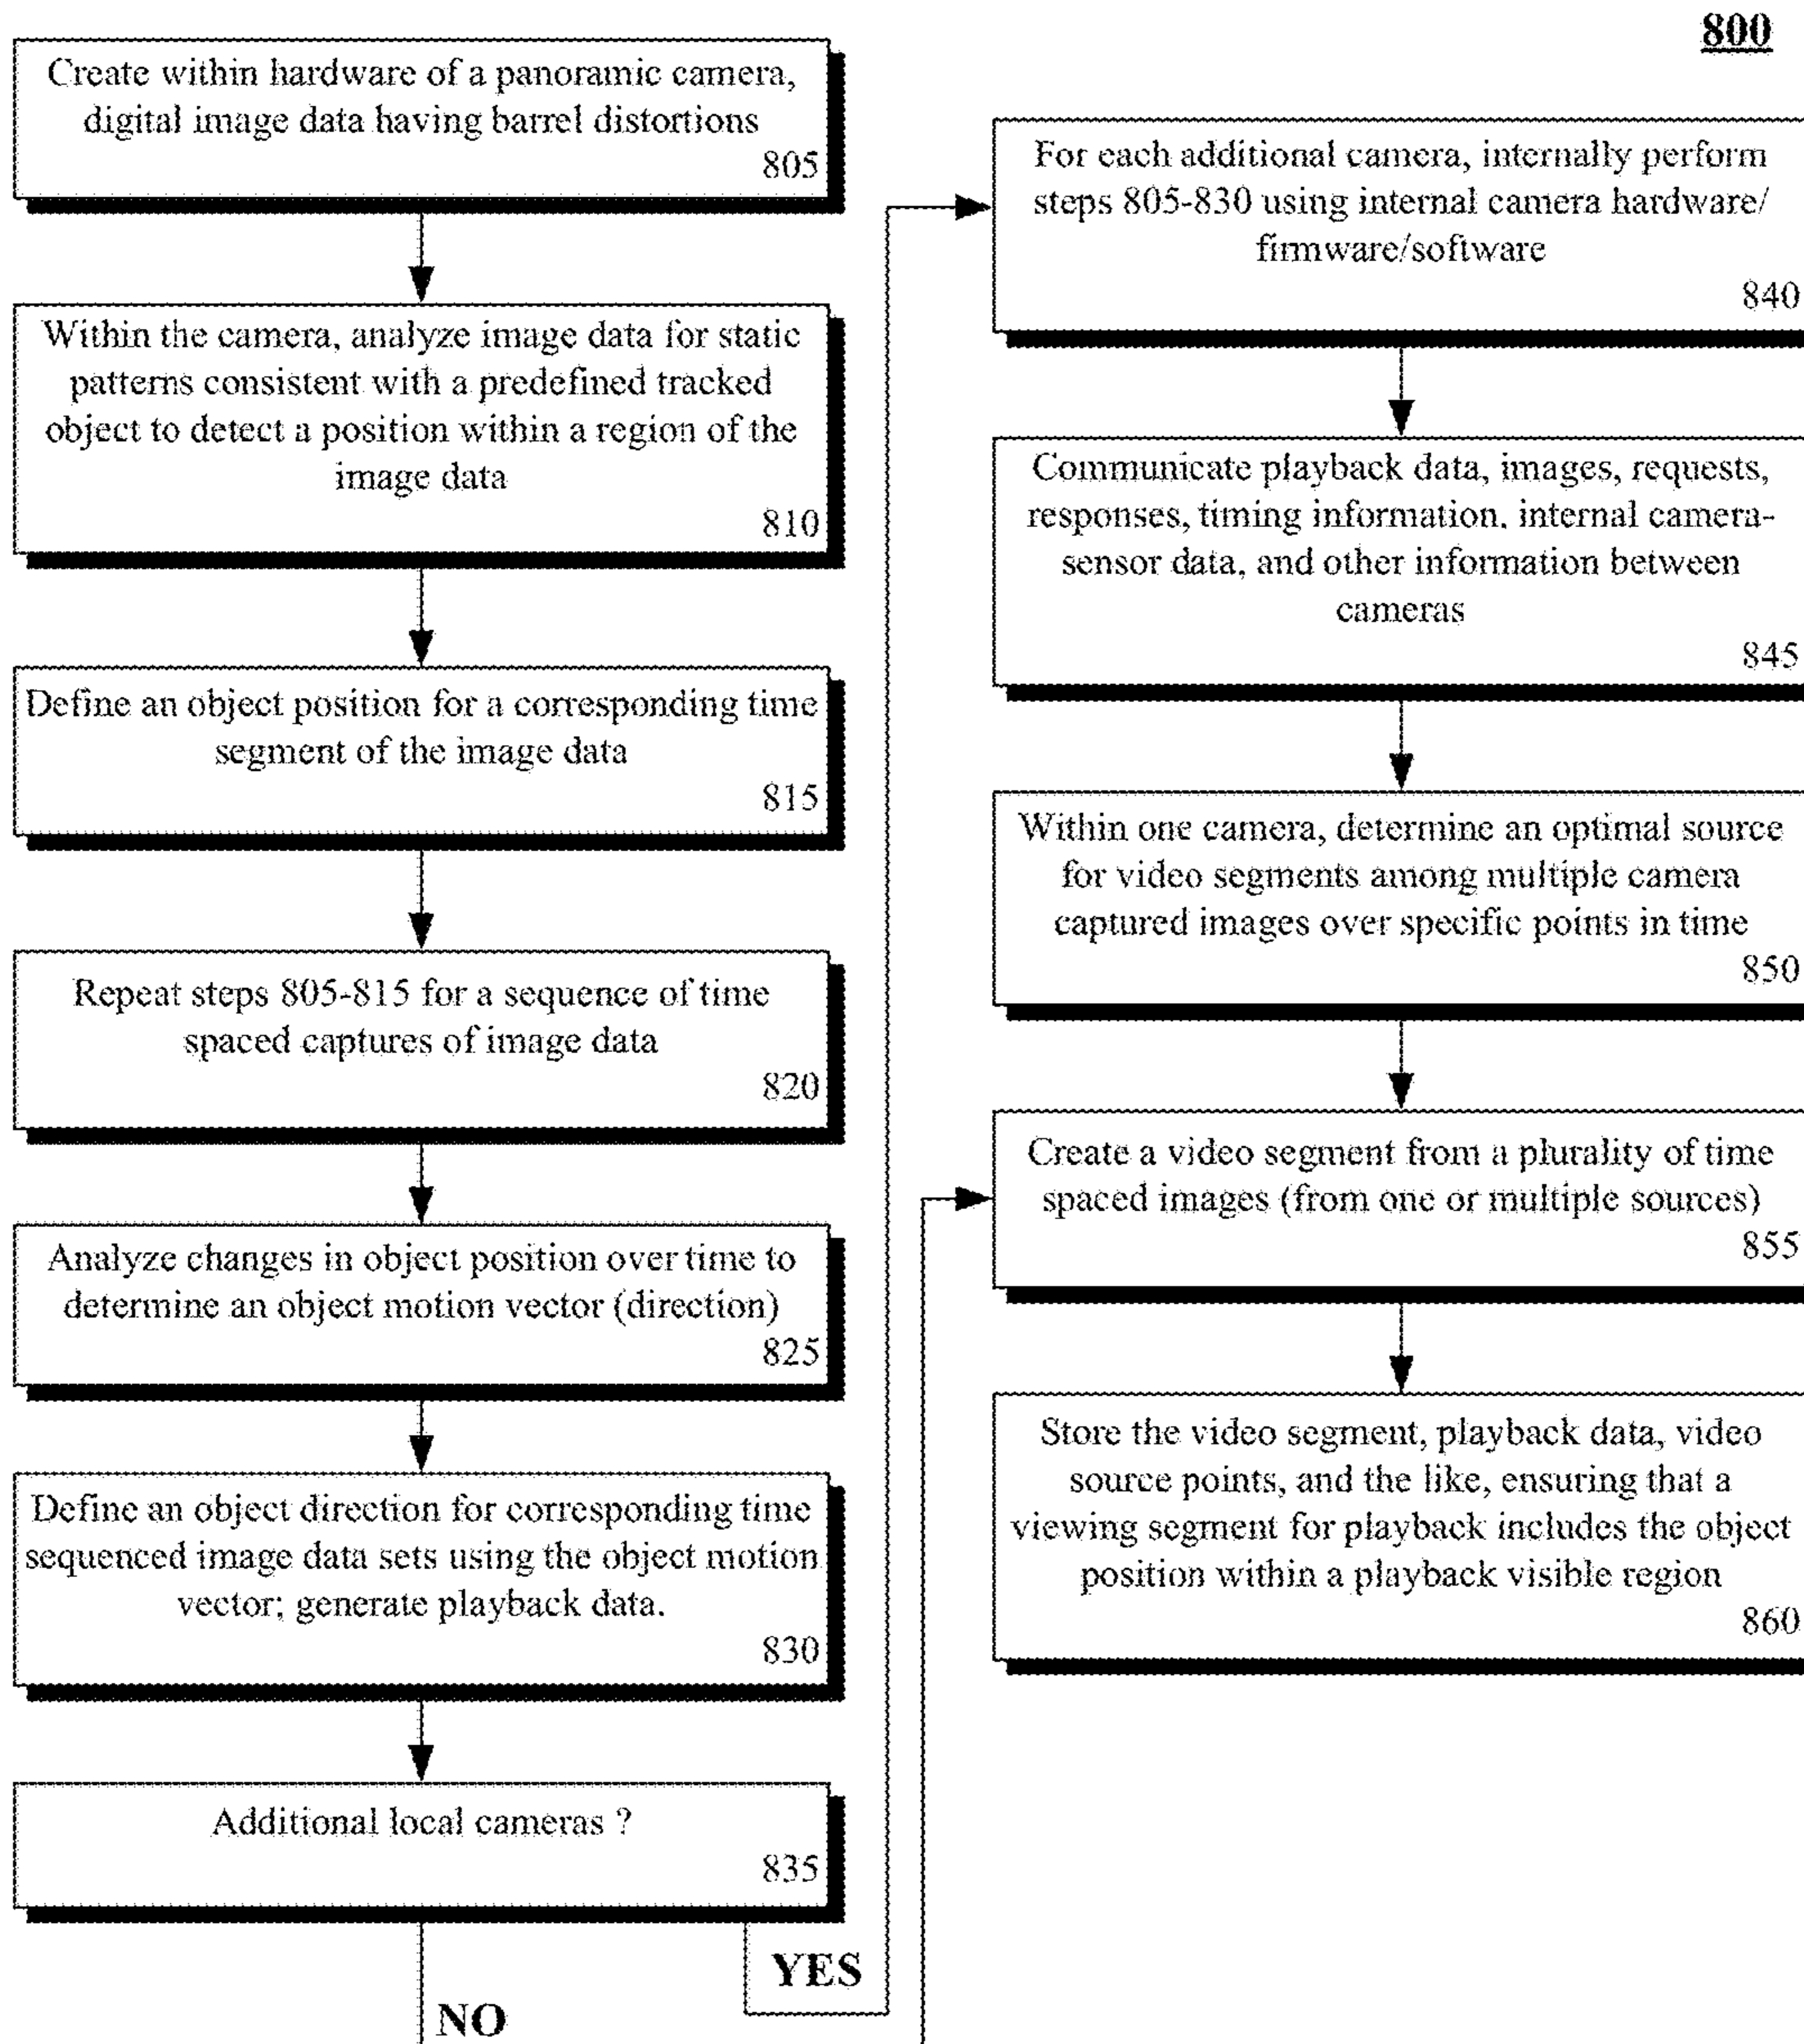 800
Create within hardware of a panoramic camera,
digital image data having barrel distortions
805
Within the camera, analyze image data for static
patterns consistent with a predefined tracked
object to detect a position within a region of the
image data
810
Define an object position for a corresponding time
segment of the image data
815
Repeat steps 805-815 for a sequence of time
spaced captures of image data
820
Analyze changes in object position over time to
determine an object motion vector (direction)
825
Define an object direction for corresponding time
sequenced image data sets using the object motion
vector; generate playback data.
830
Additional local cameras ?
835
YES
NO
For each additional camera, internally perform
steps 805-830 using internal camera hardware/
firmware/software
840
Communicate playback data, images, requests,
responses, timing information, internal camera-
sensor data, and other information between
cameras
845
Within one camera, determine an optimal source
for video segments among multiple camera
captured images over specific points in time
850
Create a video segment from a plurality of time
spaced images (from one or multiple sources)
855
Store the video segment, playback data, video
source points, and the like, ensuring that a
viewing segment for playback includes the object
position within a playback visible region
860